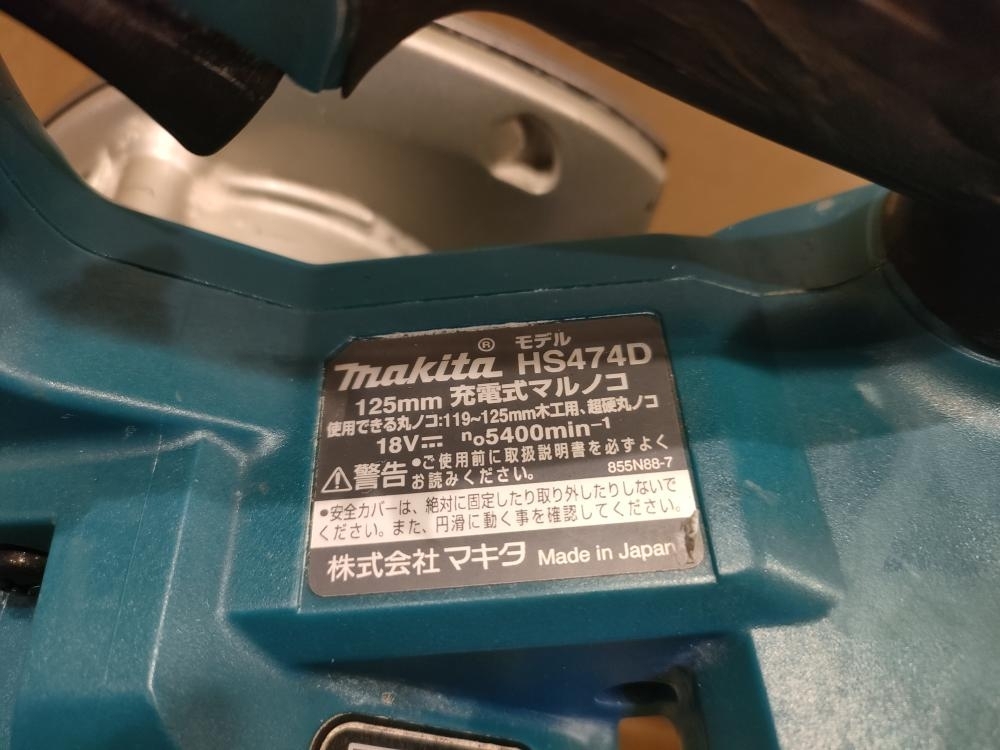 makita® モデル HS474D
125mm 充電式マルノコ
使用できる丸ノコ:119~125mm木工用、超硬丸ノコ
18V⎓ n₀5400min⁻¹
⚠警告 •ご使用前に取扱説明書を必ずよく
お読みください。 855N88-7
•安全カバーは、絶対に固定したり取り外したりしないで
ください。また、円滑に動く事を確認してください。
株式会社 マキタ Made in Japan